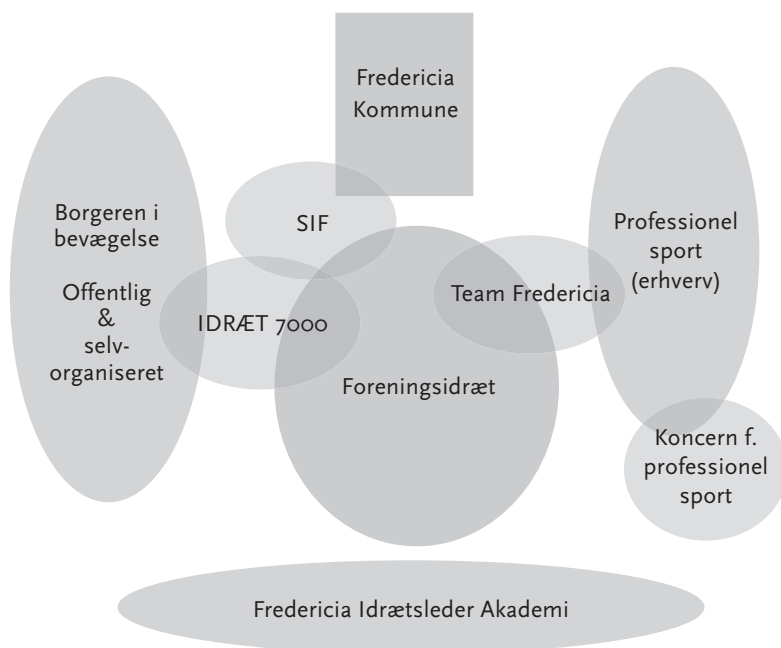 Fredericia
Kommune
Borgeren i
bevægelse
Offentlig
&
selv-
organiseret
SIF
IDRÆT 7000
Foreningsidræt
Team Fredericia
Professionel
sport
(erhverv)
Koncern f.
professionel
sport
Fredericia Idrætsleder Akademi